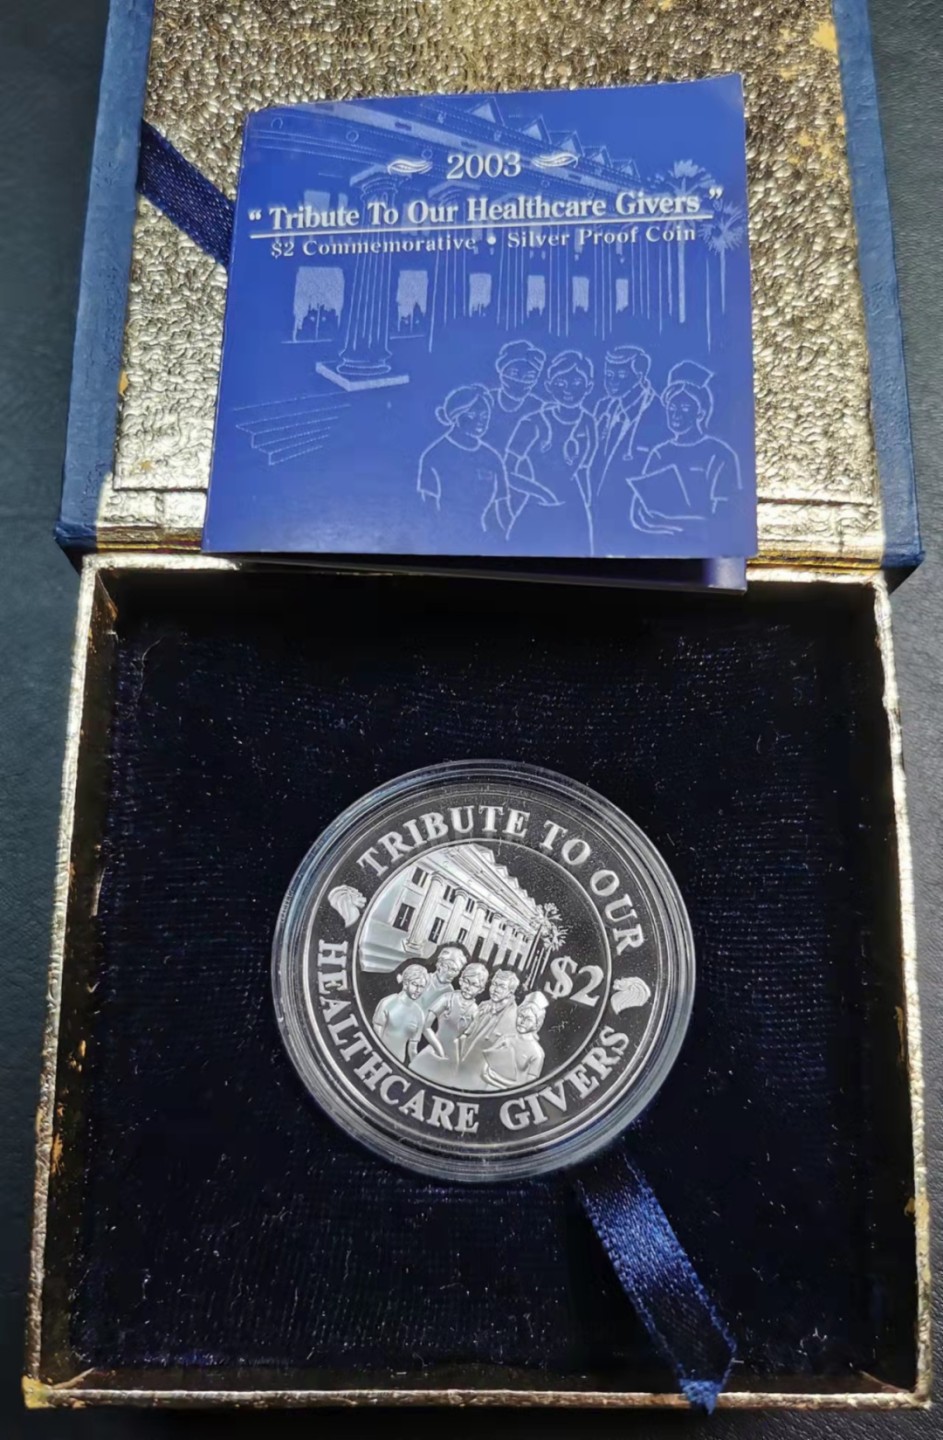 2003
“ Tribute To Our Healthcare Givers ”
$2 Commemorative • Silver Proof Coin
TRIBUTE TO OUR
$2
HEALTHCARE GIVERS